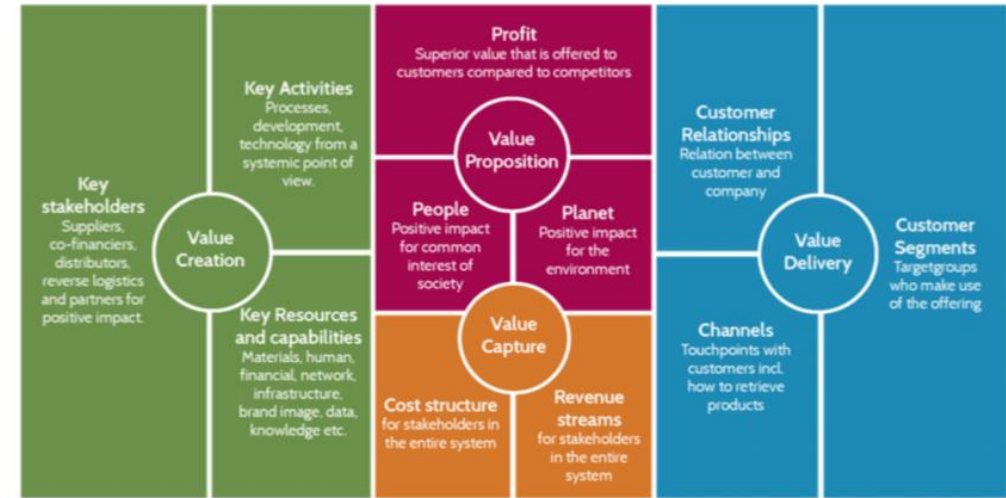 Key
stakeholders
Suppliers,
co-financiers,
distributors,
reverse logistics
and partners for
positive impact.
Key Activities
Processes,
development,
technology from a
systemic point of
view.
Value
Creation
Key Resources
and capabilities
Materials, human,
financial, network,
infrastructure,
brand image, data,
knowledge etc.
Profit
Superior value that is offered to
customers compared to competitors
Value
Proposition
People
Positive impact
for common
interest of
society
Planet
Positive impact
for the
environment
Value
Capture
Cost structure
for stakeholders in
the entire system
Revenue
streams
for stakeholders
in the entire
system
Customer
Relationships
Relation between
customer and
company
Value
Delivery
Channels
Touchpoints with
customers incl.
how to retrieve
products
Customer
Segments
Targetgroups
who make use
of the offering